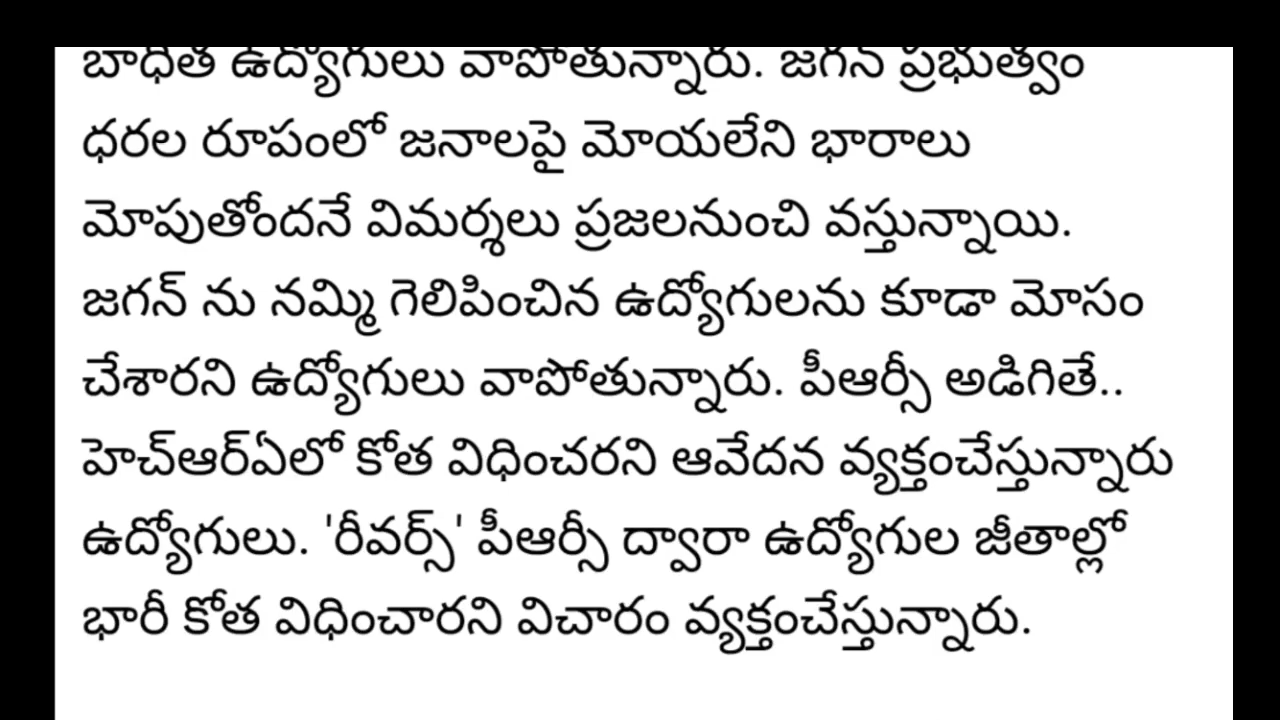 బాధిత ఉద్యోగులు వాపోతున్నారు. జగన్ ప్రభుత్వం
ధరల రూపంలో జనాలపై మోయలేని భారాలు
మోపుతోందనే విమర్శలు ప్రజలనుంచి వస్తున్నాయి.
జగన్ ను నమ్మి గెలిపించిన ఉద్యోగులను కూడా మోసం
చేశారని ఉద్యోగులు వాపోతున్నారు. పీఆర్సీ అడిగితే..
హెచ్ఆర్ఏలో కోత విధించరని ఆవేదన వ్యక్తంచేస్తున్నారు
ఉద్యోగులు. 'రీవర్స్' పీఆర్సీ ద్వారా ఉద్యోగుల జీతాల్లో
భారీ కోత విధించారని విచారం వ్యక్తంచేస్తున్నారు.